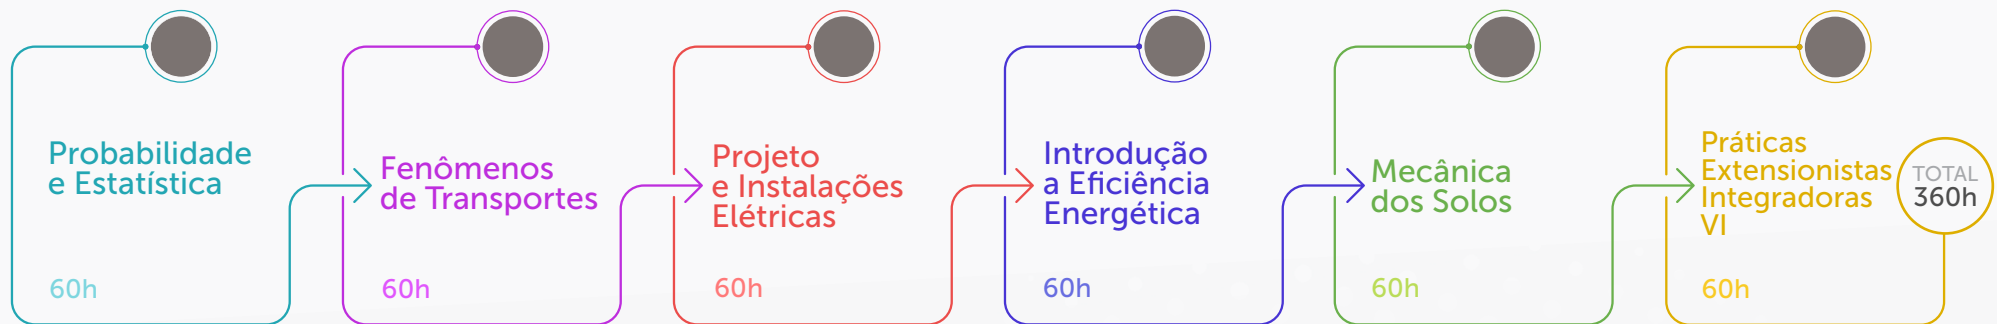 Probabilidade
e Estatística
60h
Fenômenos
de Transportes
60h
Projeto
e Instalações
Elétricas
60h
Introdução
a Eficiência
Energética
60h
Mecânica
dos Solos
60h
Práticas
Extensionistas
Integradoras
VI
60h
TOTAL
360h